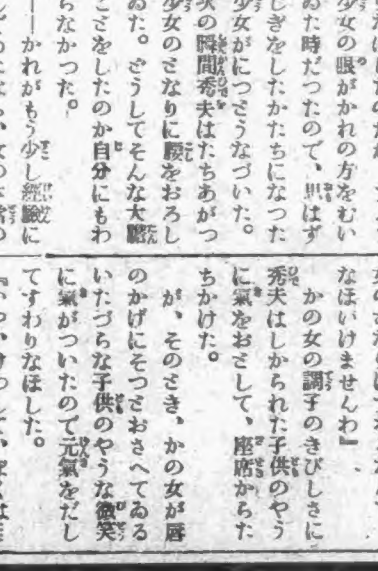 少女の眼がかれの方をむい
ゐた時だつたので、思はず
しぎをしたかたちになつた
少女がにつとうなづいた。
次の瞬間秀夫はたちあがつ
少女のとなりに腰をおろし
ゐた。どうしてそんな大膽
ことをしたのか自分にもわ
らなかつた。
――かれがもう少し經驗に
なほいけませんわ』
かの女の調子のきびしさに
秀夫はしかられた子供のやう
に氣をおとして、座席からた
ちかけた。
が、そのとき、かの女が唇
のかげにそつとおさへてゐる
いたづらな子供のやうな微笑
に氣がついたので元氣をだし
てすわりなほした。